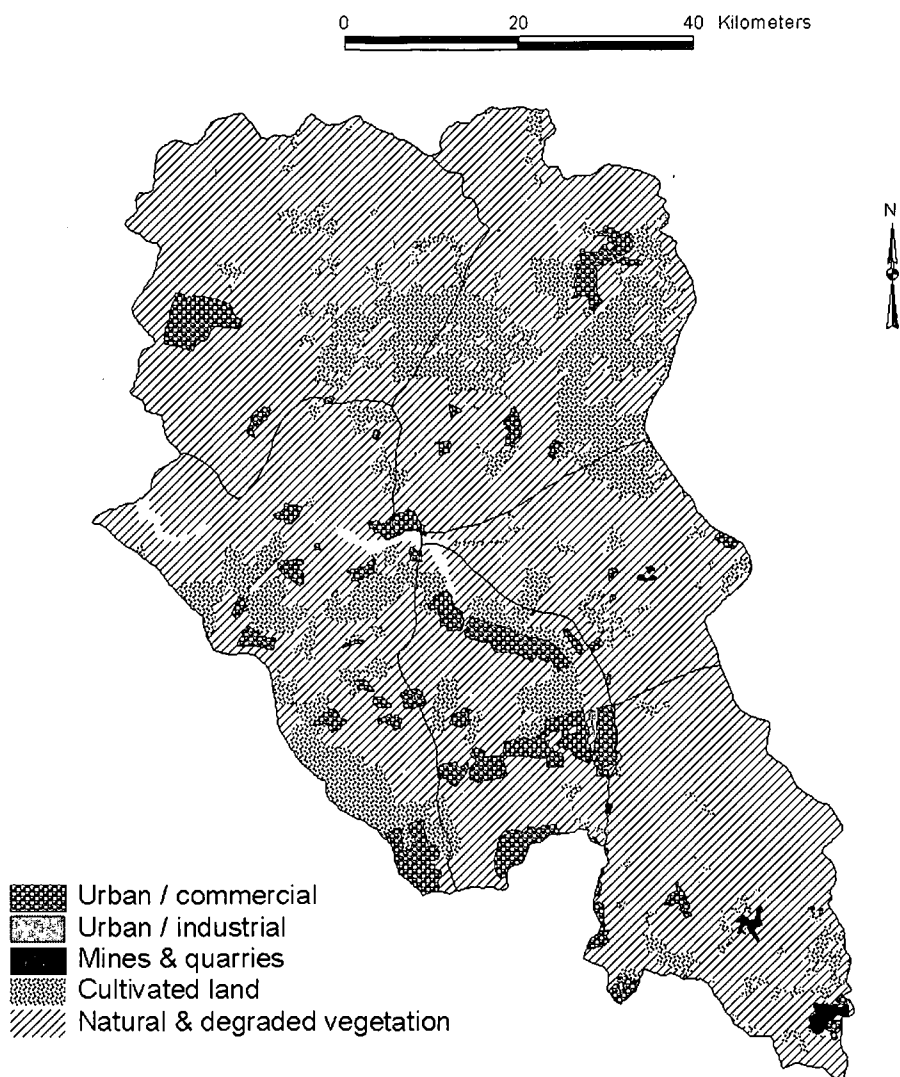 0 20 40 Kilometers
N
Urban / commercial
Urban / industrial
Mines & quarries
Cultivated land
Natural & degraded vegetation